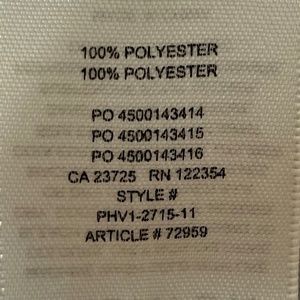 100% POLYESTER
100% POLYESTER
PO 4500143414
PO 4500143415
PO 4500143416
CA 23725 RN 122354
STYLE #
PHV1-2715-11
ARTICLE # 72959